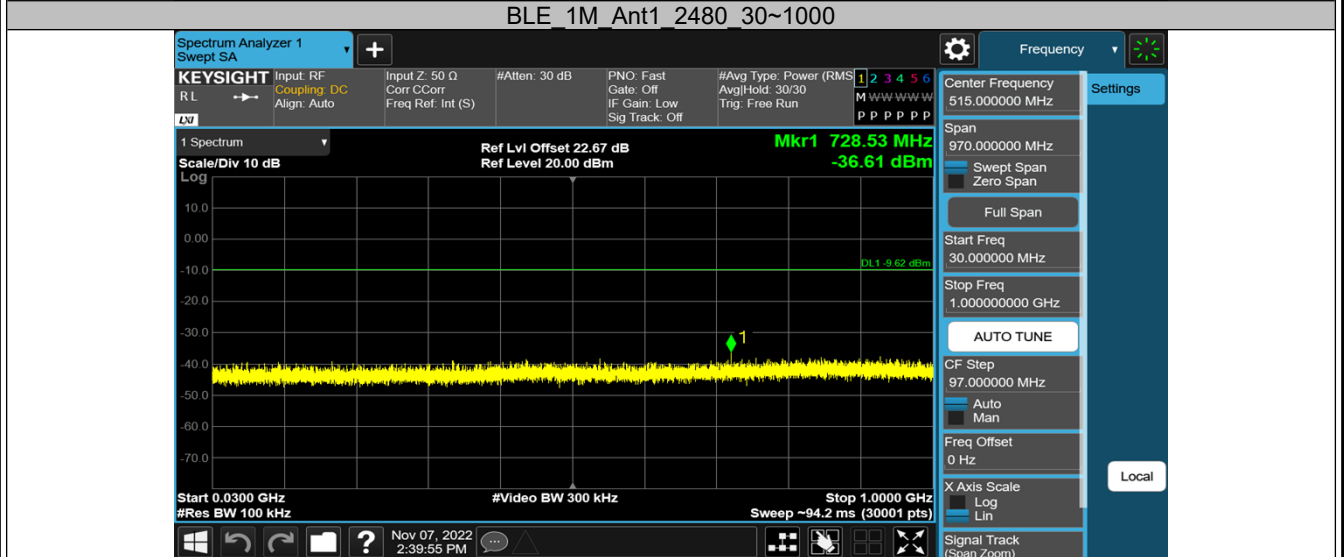 BLE_1M_Ant1_2480_30~1000
Spectrum Analyzer 1
Swept SA
Frequency
KEYSIGHT
RL
LXI
Input: RF
Coupling: DC
Align: Auto
Input Z: 50 Ω
Corr CCorr
Freq Ref: Int (S)
#Atten: 30 dB
PNO: Fast
Gate: Off
IF Gain: Low
Sig Track: Off
#Avg Type: Power (RMS
Avg|Hold: 30/30
Trig: Free Run
1 2 3 4 5 6
M W W W W W
P P P P P P
1 Spectrum
Scale/Div 10 dB
Log
Ref Lvl Offset 22.67 dB
Ref Level 20.00 dBm
Mkr1 728.53 MHz
-36.61 dBm
10.0
0.00
-10.0
DL1 -9.62 dBm
-20.0
-30.0
1
-40.0
-50.0
-60.0
-70.0
Start 0.0300 GHz
#Video BW 300 kHz
Stop 1.0000 GHz
#Res BW 100 kHz
Sweep ~94.2 ms (30001 pts)
Nov 07, 2022
2:39:55 PM
Center Frequency
515.000000 MHz
Settings
Span
970.000000 MHz
Swept Span
Zero Span
Full Span
Start Freq
30.000000 MHz
Stop Freq
1.000000000 GHz
AUTO TUNE
CF Step
97.000000 MHz
Auto
Man
Freq Offset
0 Hz
Local
X Axis Scale
Log
Lin
Signal Track
(Span Zoom)